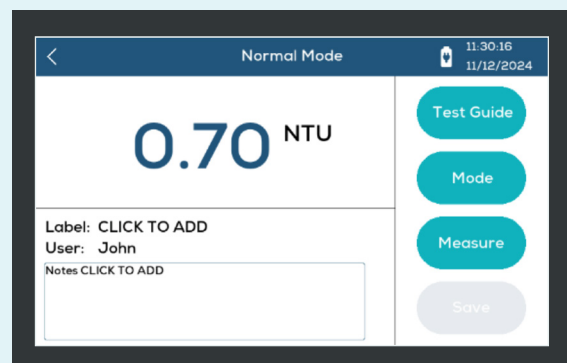 Normal Mode
11:30:16
11/12/2024
0.70 NTU
Test Guide
Mode
Label: CLICK TO ADD
User: John
Measure
Notes CLICK TO ADD
Save